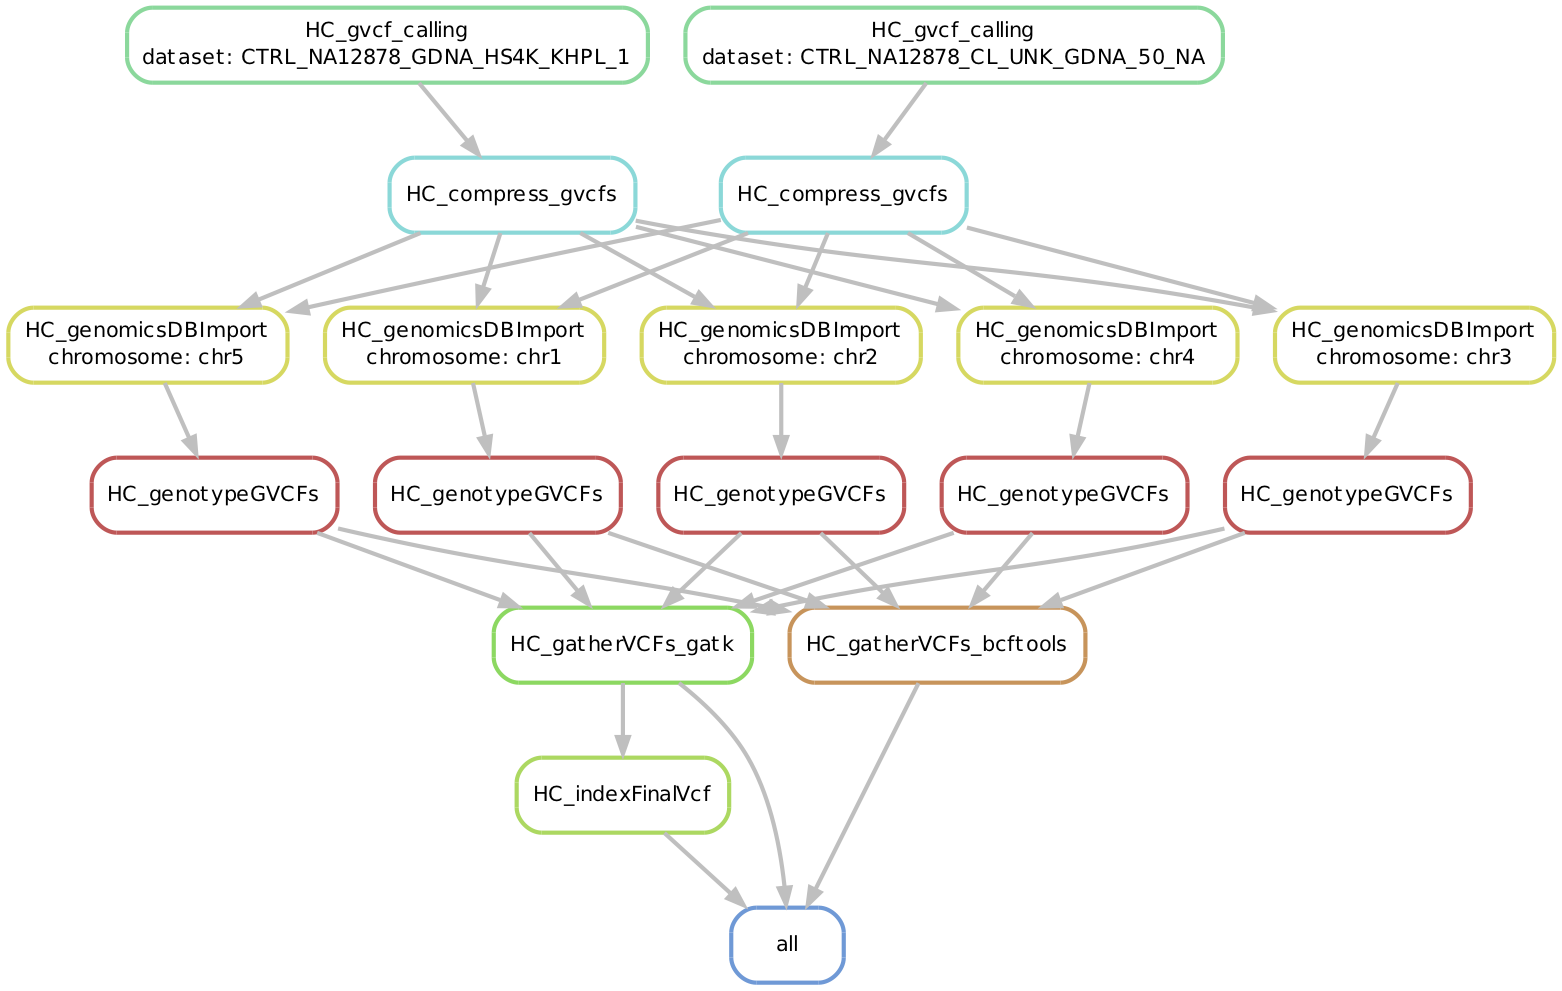 HC_gvcf_calling
dataset: CTRL_NA12878_GDNA_HS4K_KHPL_1
HC_gvcf_calling
dataset: CTRL_NA12878_CL_UNK_GDNA_50_NA
HC_compress_gvcfs
HC_compress_gvcfs
HC_genomicsDBImport
chromosome: chr5
HC_genomicsDBImport
chromosome: chr1
HC_genomicsDBImport
chromosome: chr2
HC_genomicsDBImport
chromosome: chr4
HC_genomicsDBImport
chromosome: chr3
HC_genotypeGVCFs
HC_genotypeGVCFs
HC_genotypeGVCFs
HC_genotypeGVCFs
HC_genotypeGVCFs
HC_gatherVCFs_gatk
HC_gatherVCFs_bcftools
HC_indexFinalVcf
all